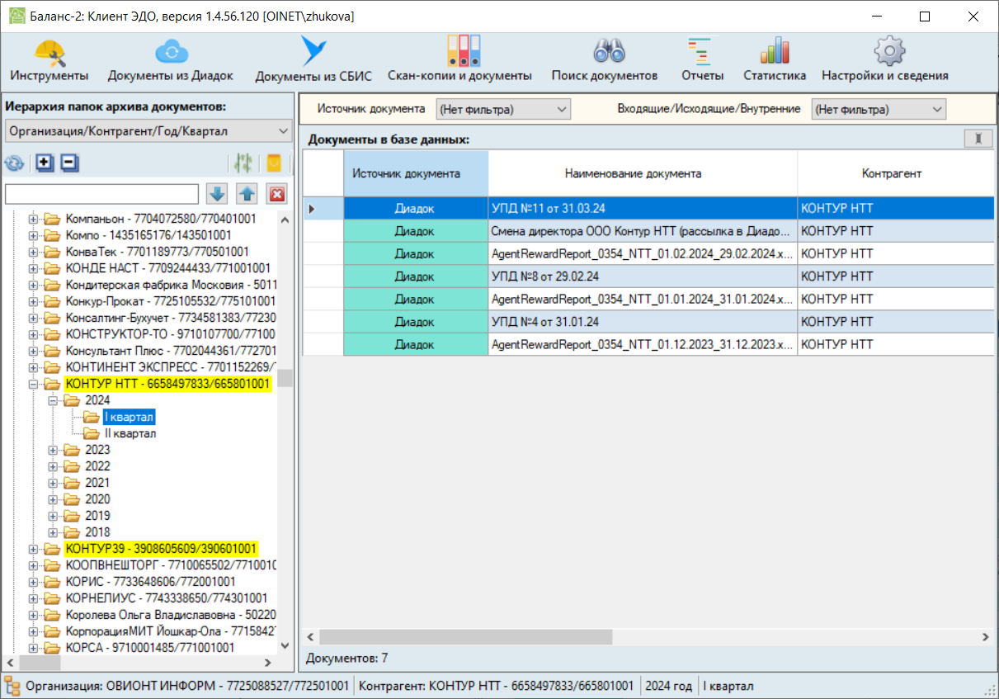 Баланс-2: Клиент ЭДО, версия 1.4.56.120 [OINET\zhukova]
Инструменты Документы из Диадок Документы из СБИС Скан-копии и документы Поиск документов Отчеты Статистика Настройки и сведения
Иерархия папок архива документов:
Организация/Контрагент/Год/Квартал
Компаньон - 7704072580/770401001
Компо - 1435165176/143501001
КонваТек - 7701189773/770501001
КОНДЕ НАСТ - 7709244433/771001001
Кондитерская фабрика Московия - 5011
Конкур-Прокат - 7725105532/775101001
Консалтинг-Бухучет - 7734581383/77230
КОНСТРУКТОР-ТО - 9710107700/77100
Консультант Плюс - 7702044361/772701
КОНТИНЕНТ ЭКСПРЕСС - 7701152269/
КОНТУР НТТ - 6658497833/665801001
2024
I квартал
II квартал
2023
2022
2021
2020
2019
2018
КОНТУР39 - 3908605609/390601001
КООПВНЕШТОРГ - 7710065502/771001
КОРИС - 7733648606/772001001
КОРНЕЛИУС - 7743338650/774301001
Королева Ольга Владиславовна - 50220
КорпорацияМИТ Йошкар-Ола - 7715842
КОРСА - 9710001485/771001001
Источник документа (Нет фильтра) Входящие/Исходящие/Внутренние (Нет фильтра)
Документы в базе данных:
Источник документа Наименование документа Контрагент
Диадок УПД №11 от 31.03.24 КОНТУР НТТ
Диадок Смена директора ООО Контур НТТ (рассылка в Диадо... КОНТУР НТТ
Диадок AgentRewardReport_0354_NTT_01.02.2024_29.02.2024.x... КОНТУР НТТ
Диадок УПД №8 от 29.02.24 КОНТУР НТТ
Диадок AgentRewardReport_0354_NTT_01.01.2024_31.01.2024.x... КОНТУР НТТ
Диадок УПД №4 от 31.01.24 КОНТУР НТТ
Диадок AgentRewardReport_0354_NTT_01.12.2023_31.12.2023.x... КОНТУР НТТ
Документов: 7
Организация: ОВИОНТ ИНФОРМ - 7725088527/772501001 Контрагент: КОНТУР НТТ - 6658497833/665801001 2024 год I квартал